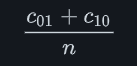 c₀₁ + c₁₀
n